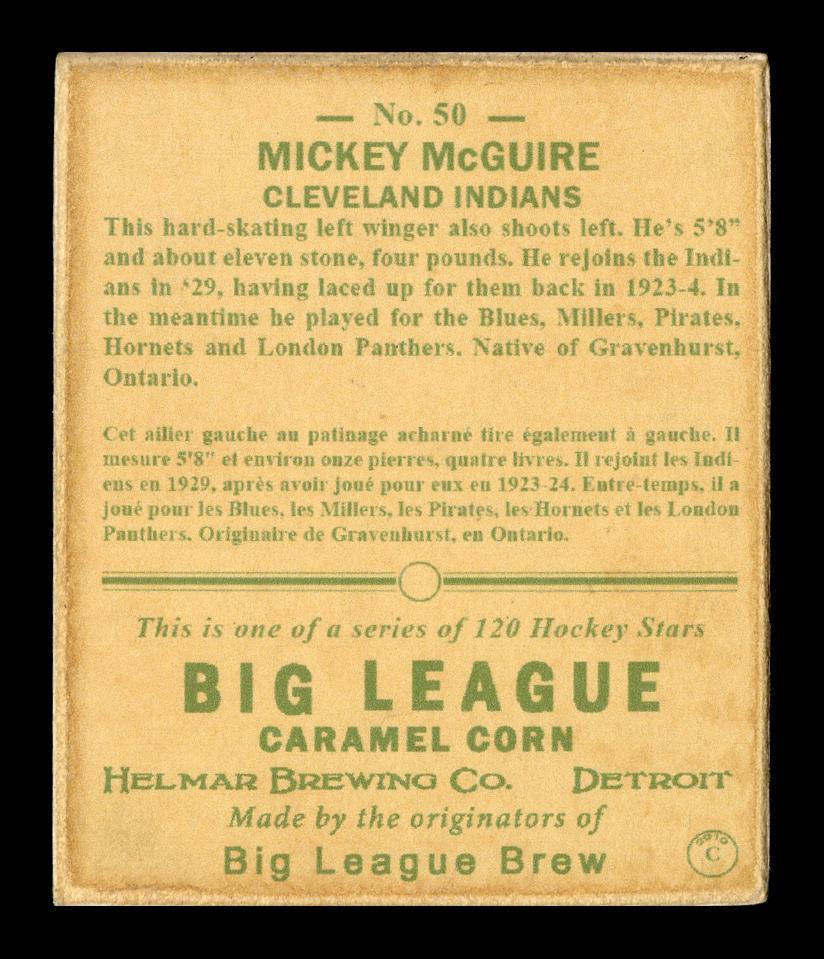 — No. 50 —
MICKEY McGUIRE
CLEVELAND INDIANS
This hard-skating left winger also shoots left. He's 5'8”
and about eleven stone, four pounds. He rejoins the Indi-
ans in ‘29, having laced up for them back in 1923-4. In
the meantime he played for the Blues, Millers, Pirates,
Hornets and London Panthers. Native of Gravenhurst,
Ontario.
Cet ailier gauche au patinage acharné tire également à gauche. Il
mesure 5'8" et environ onze pierres, quatre livres. Il rejoint les Indi-
ens en 1929, après avoir joué pour eux en 1923-24. Entre-temps, il a
joué pour les Blues, les Millers, les Pirates, les Hornets et les London
Panthers. Originaire de Gravenhurst, en Ontario.
This is one of a series of 120 Hockey Stars
BIG LEAGUE
CARAMEL CORN
HELMAR BREWING CO. DETROIT
Made by the originators of
Big League Brew
C